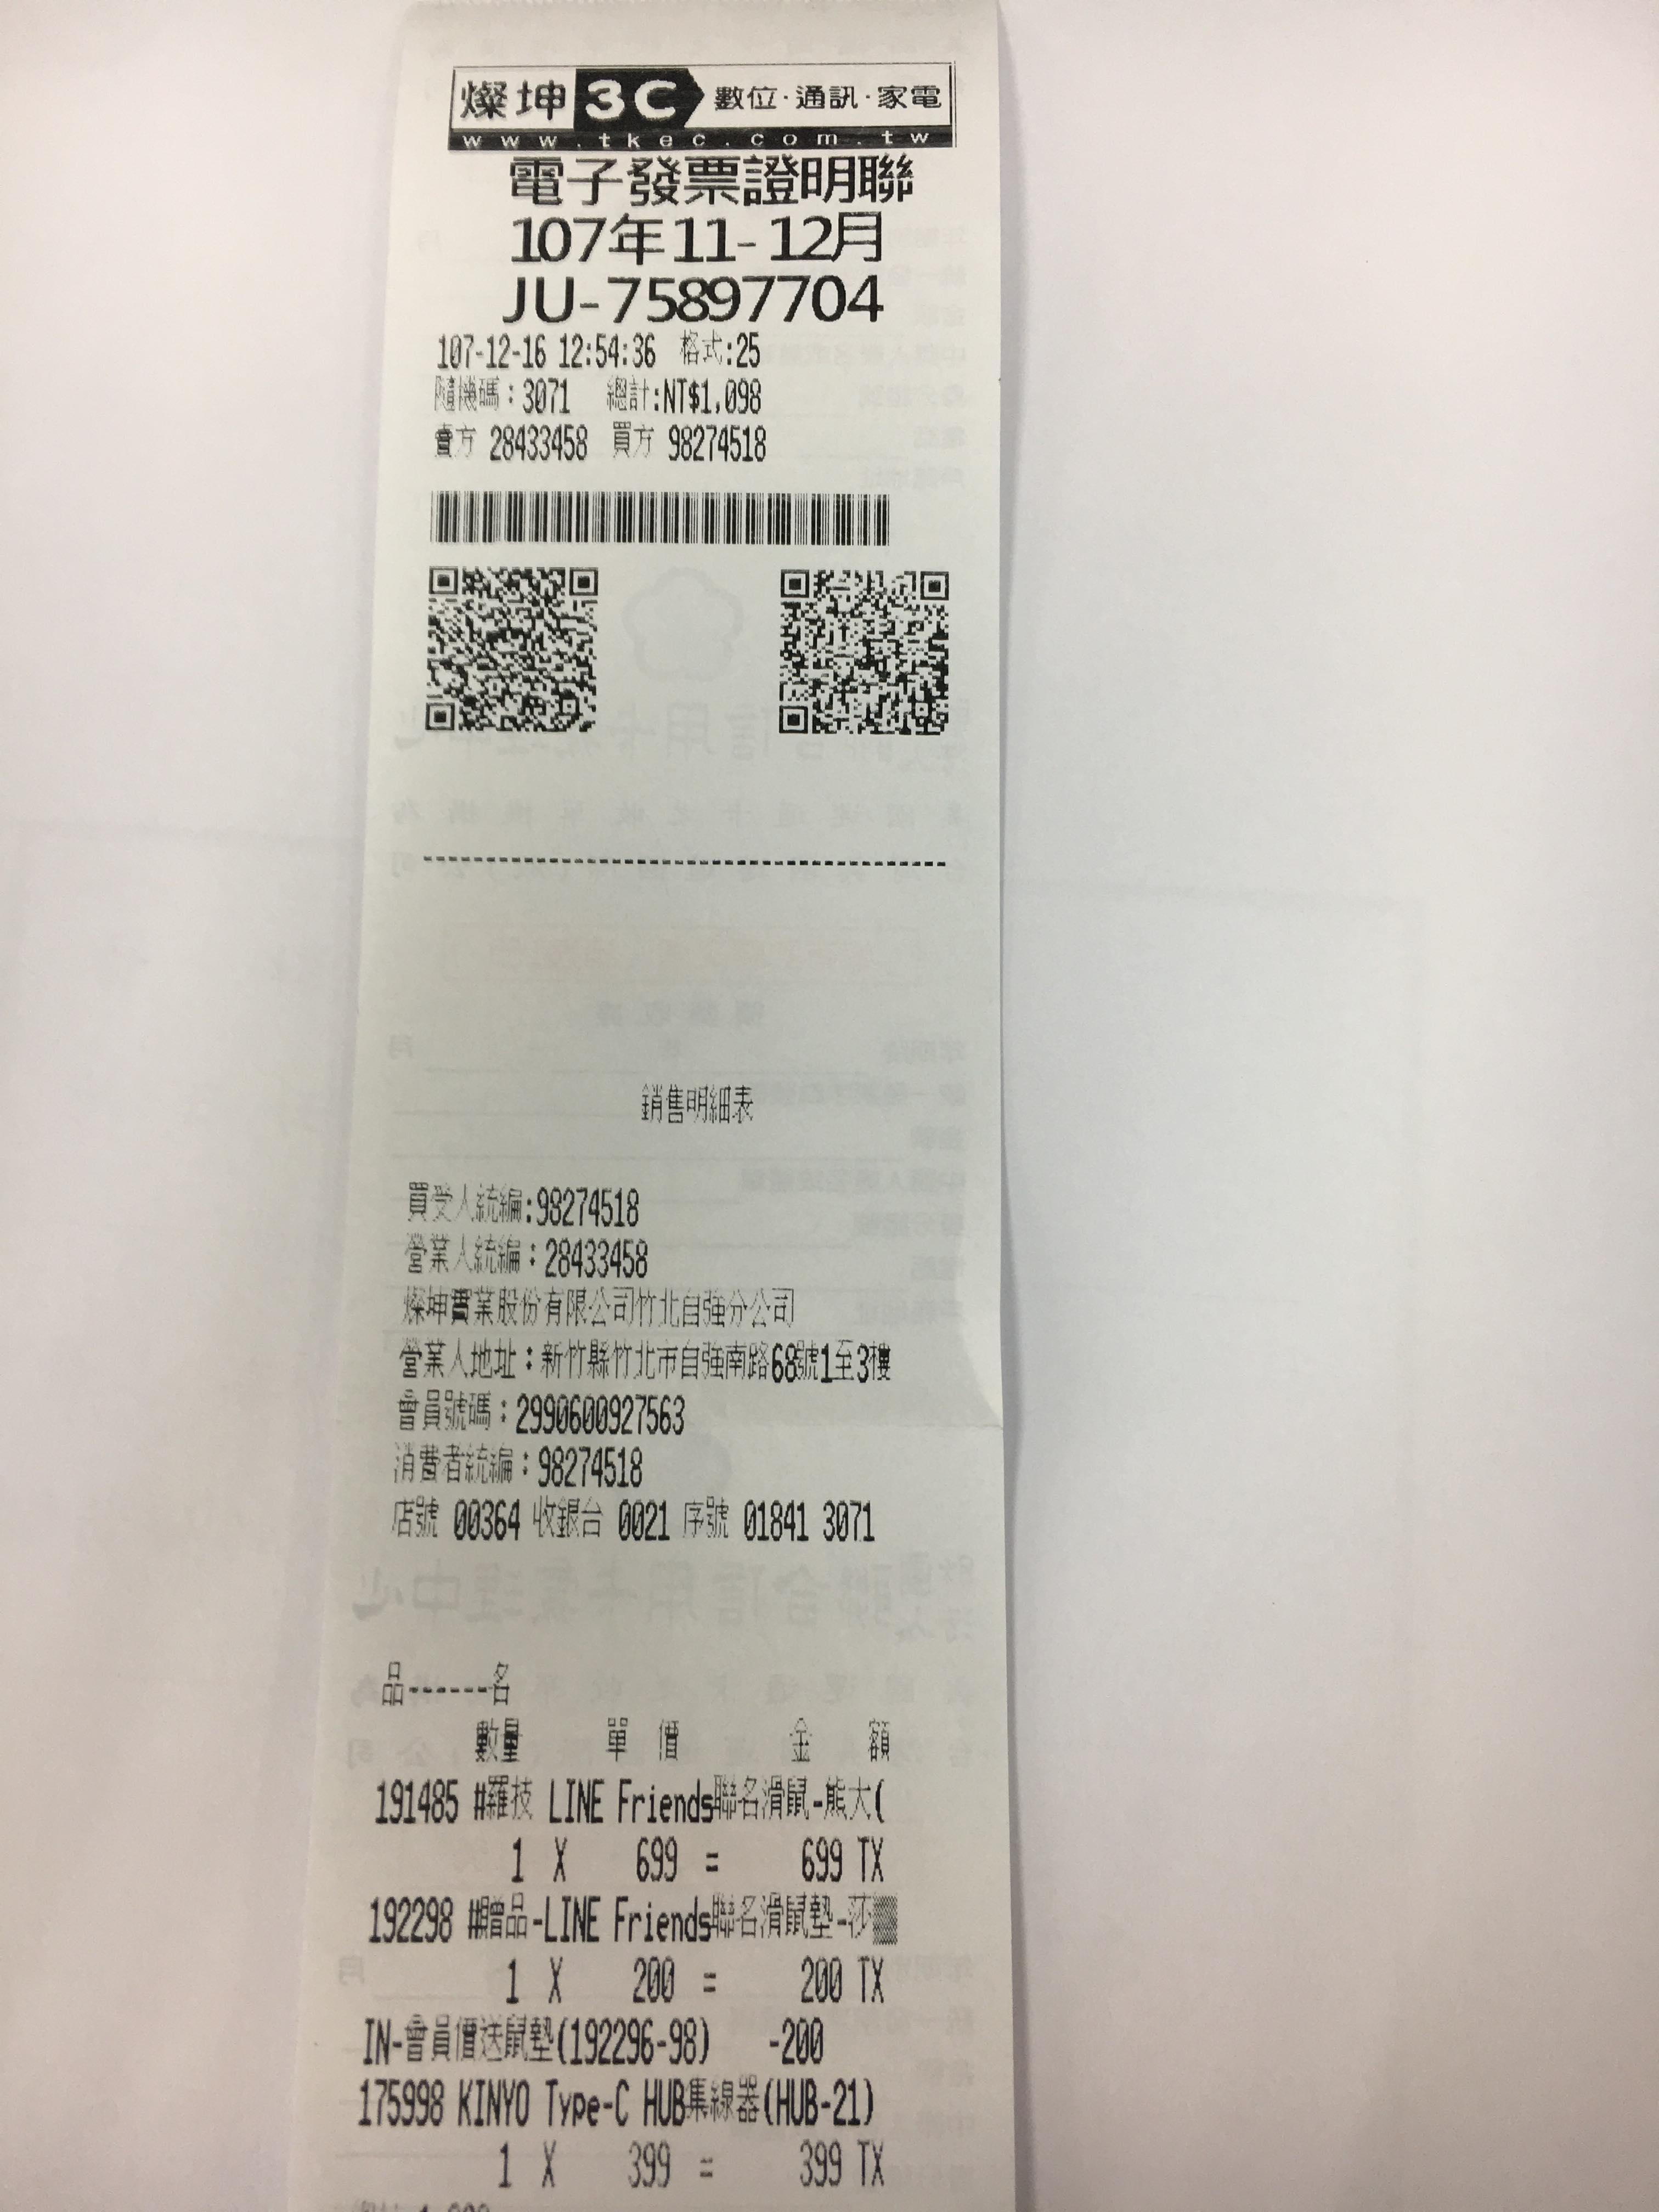 燦坤 3C 數位·通訊·家電
www.tkec.com.tw
電子發票證明聯
107年11-12月
JU-75897704
107-12-16 12:54:36 格式:25
隨機碼：3071 總計:NT$1,098
賣方 28433458 買方 98274518
銷售明細表
買受人統編:98274518
營業人統編：28433458
燦坤實業股份有限公司竹北自強分公司
營業人地址：新竹縣竹北市自強南路68號1至3樓
會員號碼：2990600927563
消費者統編：98274518
店號 00364 收銀台 0021 序號 01841 3071
品------名
數量 單 價 金 額
191485 #羅技 LINE Friends聯名滑鼠-熊大(
1 X 699 = 699 TX
192298 #贈品-LINE Friends聯名滑鼠墊-莎
1 X 200 = 200 TX
IN-會員價送鼠墊(192296-98) -200
175998 KINYO Type-C HUB集線器(HUB-21)
1 X 399 = 399 TX